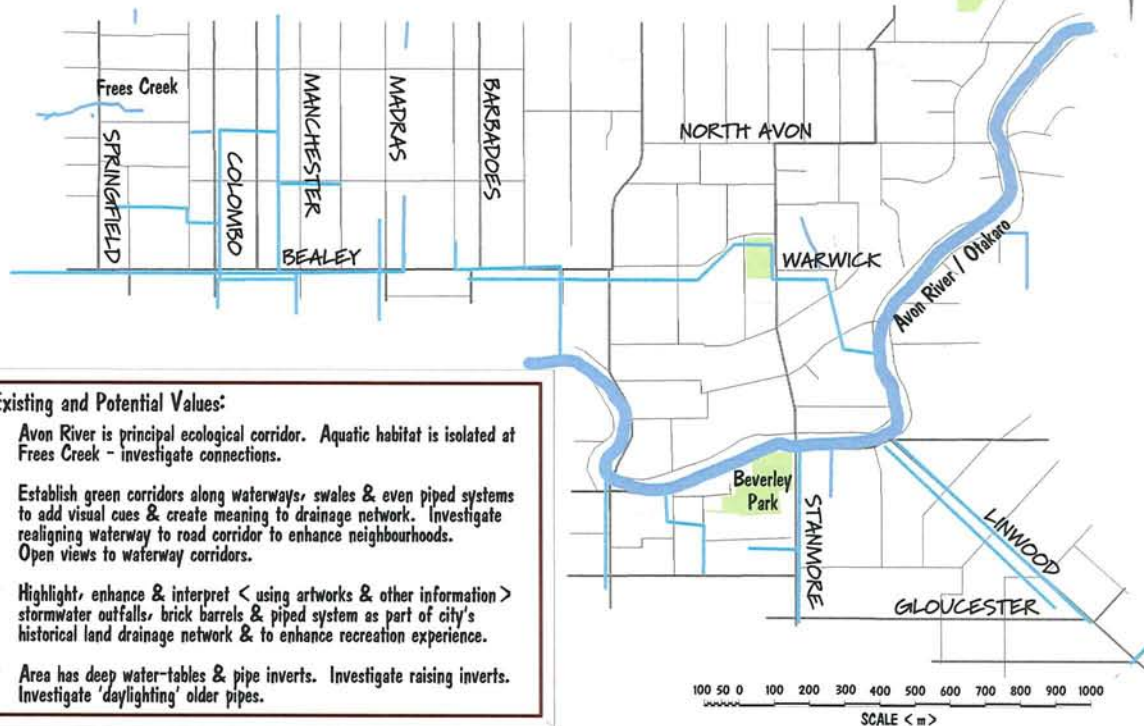 Frees Creek
SPRINGFIELD
COLOMBO
MANCHESTER
MADRAS
BARBADOES
BEALEY
NORTH AVON
WARWICK
Avon River / Otakaro
Beverley
Park
STANMORE
LINWOOD
GLOUCESTER
Existing and Potential Values:
Avon River is principal ecological corridor. Aquatic habitat is isolated at
Frees Creek - investigate connections.
Establish green corridors along waterways, swales & even piped systems
to add visual cues & create meaning to drainage network. Investigate
realigning waterway to road corridor to enhance neighbourhoods.
Open views to waterway corridors.
Highlight, enhance & interpret < using artworks & other information >
stormwater outfalls, brick barrels & piped system as part of city's
historical land drainage network & to enhance recreation experience.
Area has deep water-tables & pipe inverts. Investigate raising inverts.
Investigate 'daylighting' older pipes.
100 50 0 100 200 300 400 500 600 700 800 900 1000
SCALE < m >